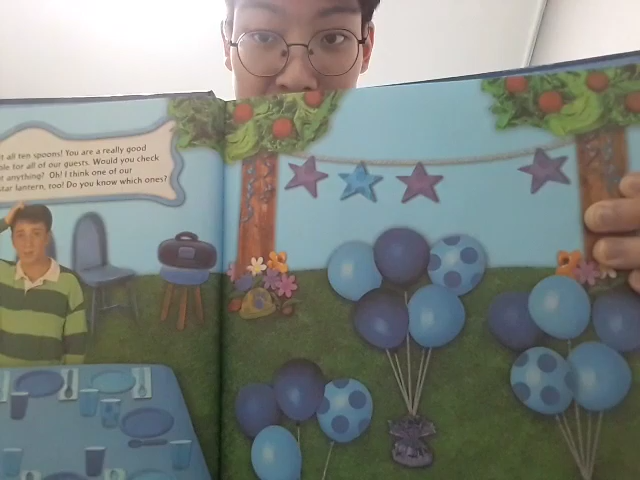 t all ten spoons! You are a really good
ble for all of our guests. Would you check
t anything? Oh! I think one of our
star lantern, too! Do you know which ones?